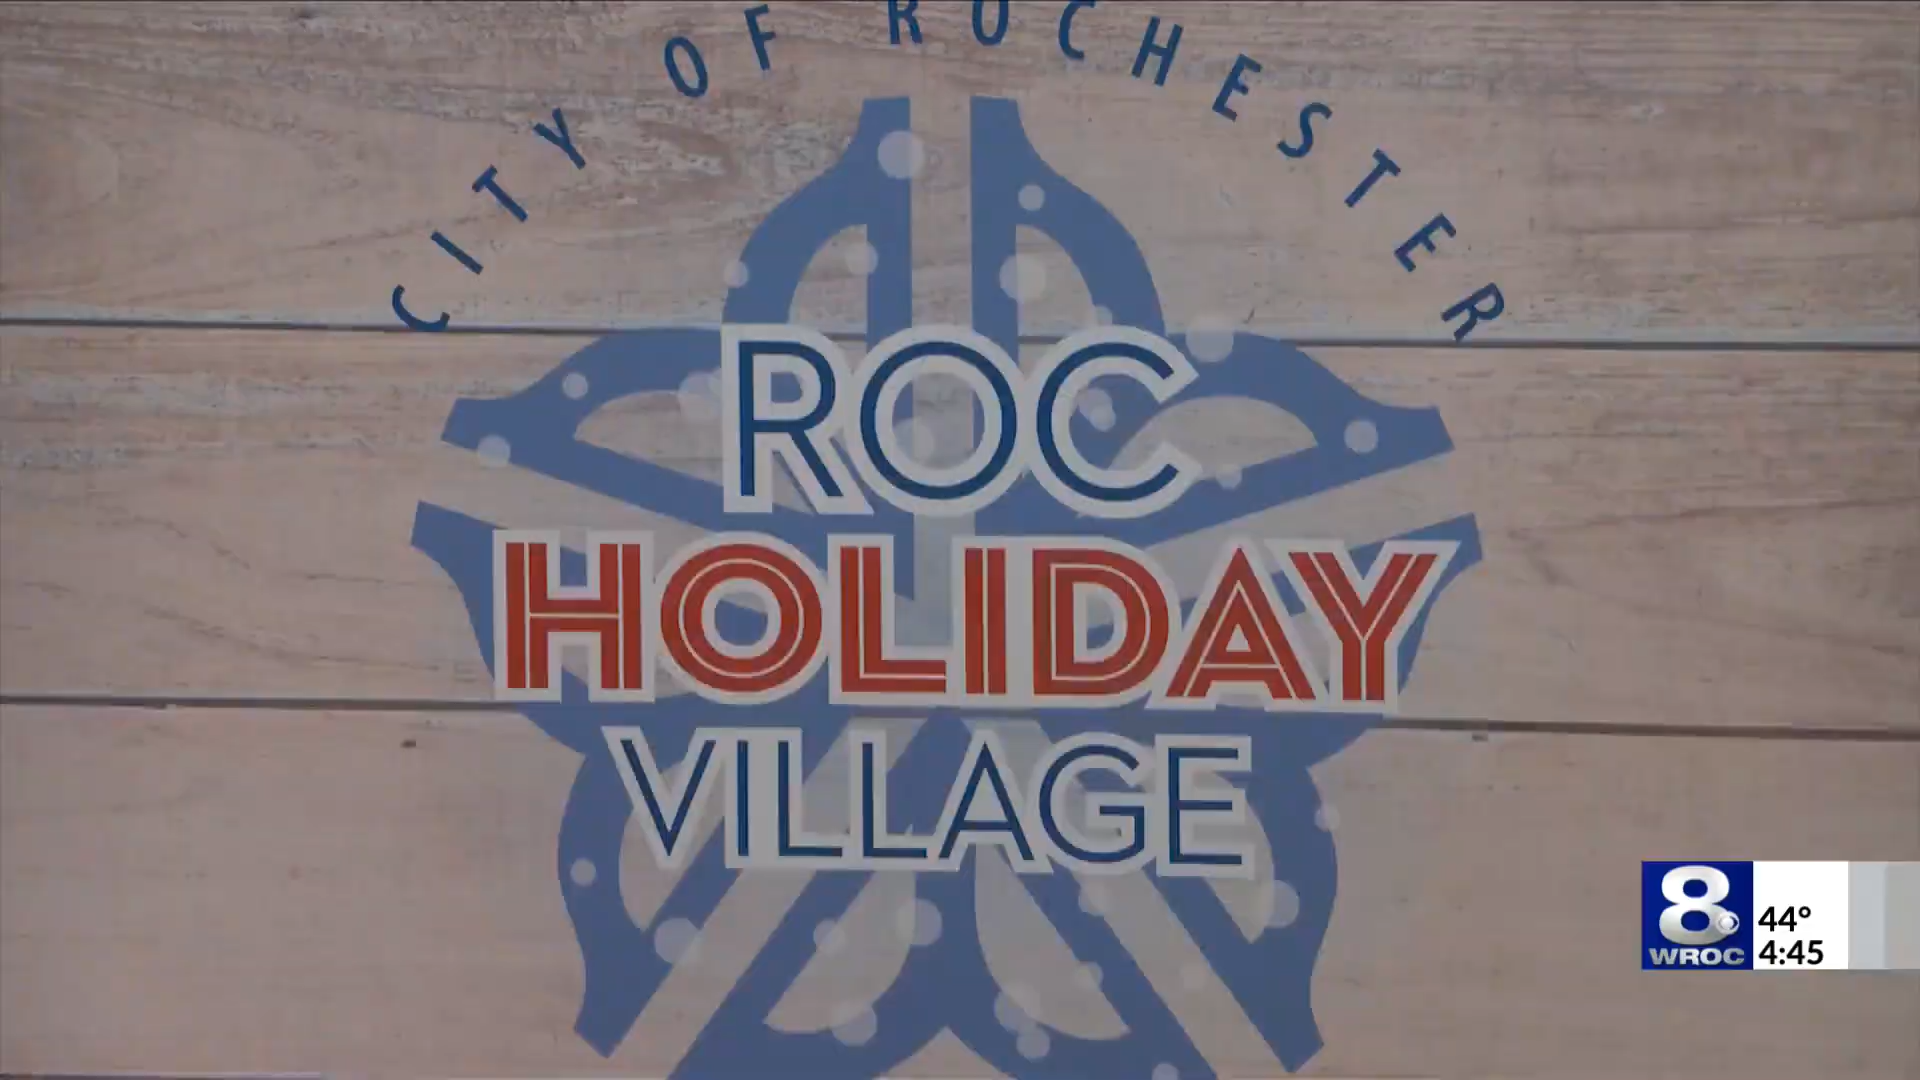 CITY OF ROCHESTER
ROC
HOLIDAY
VILLAGE
8
WROC
44°
4:45